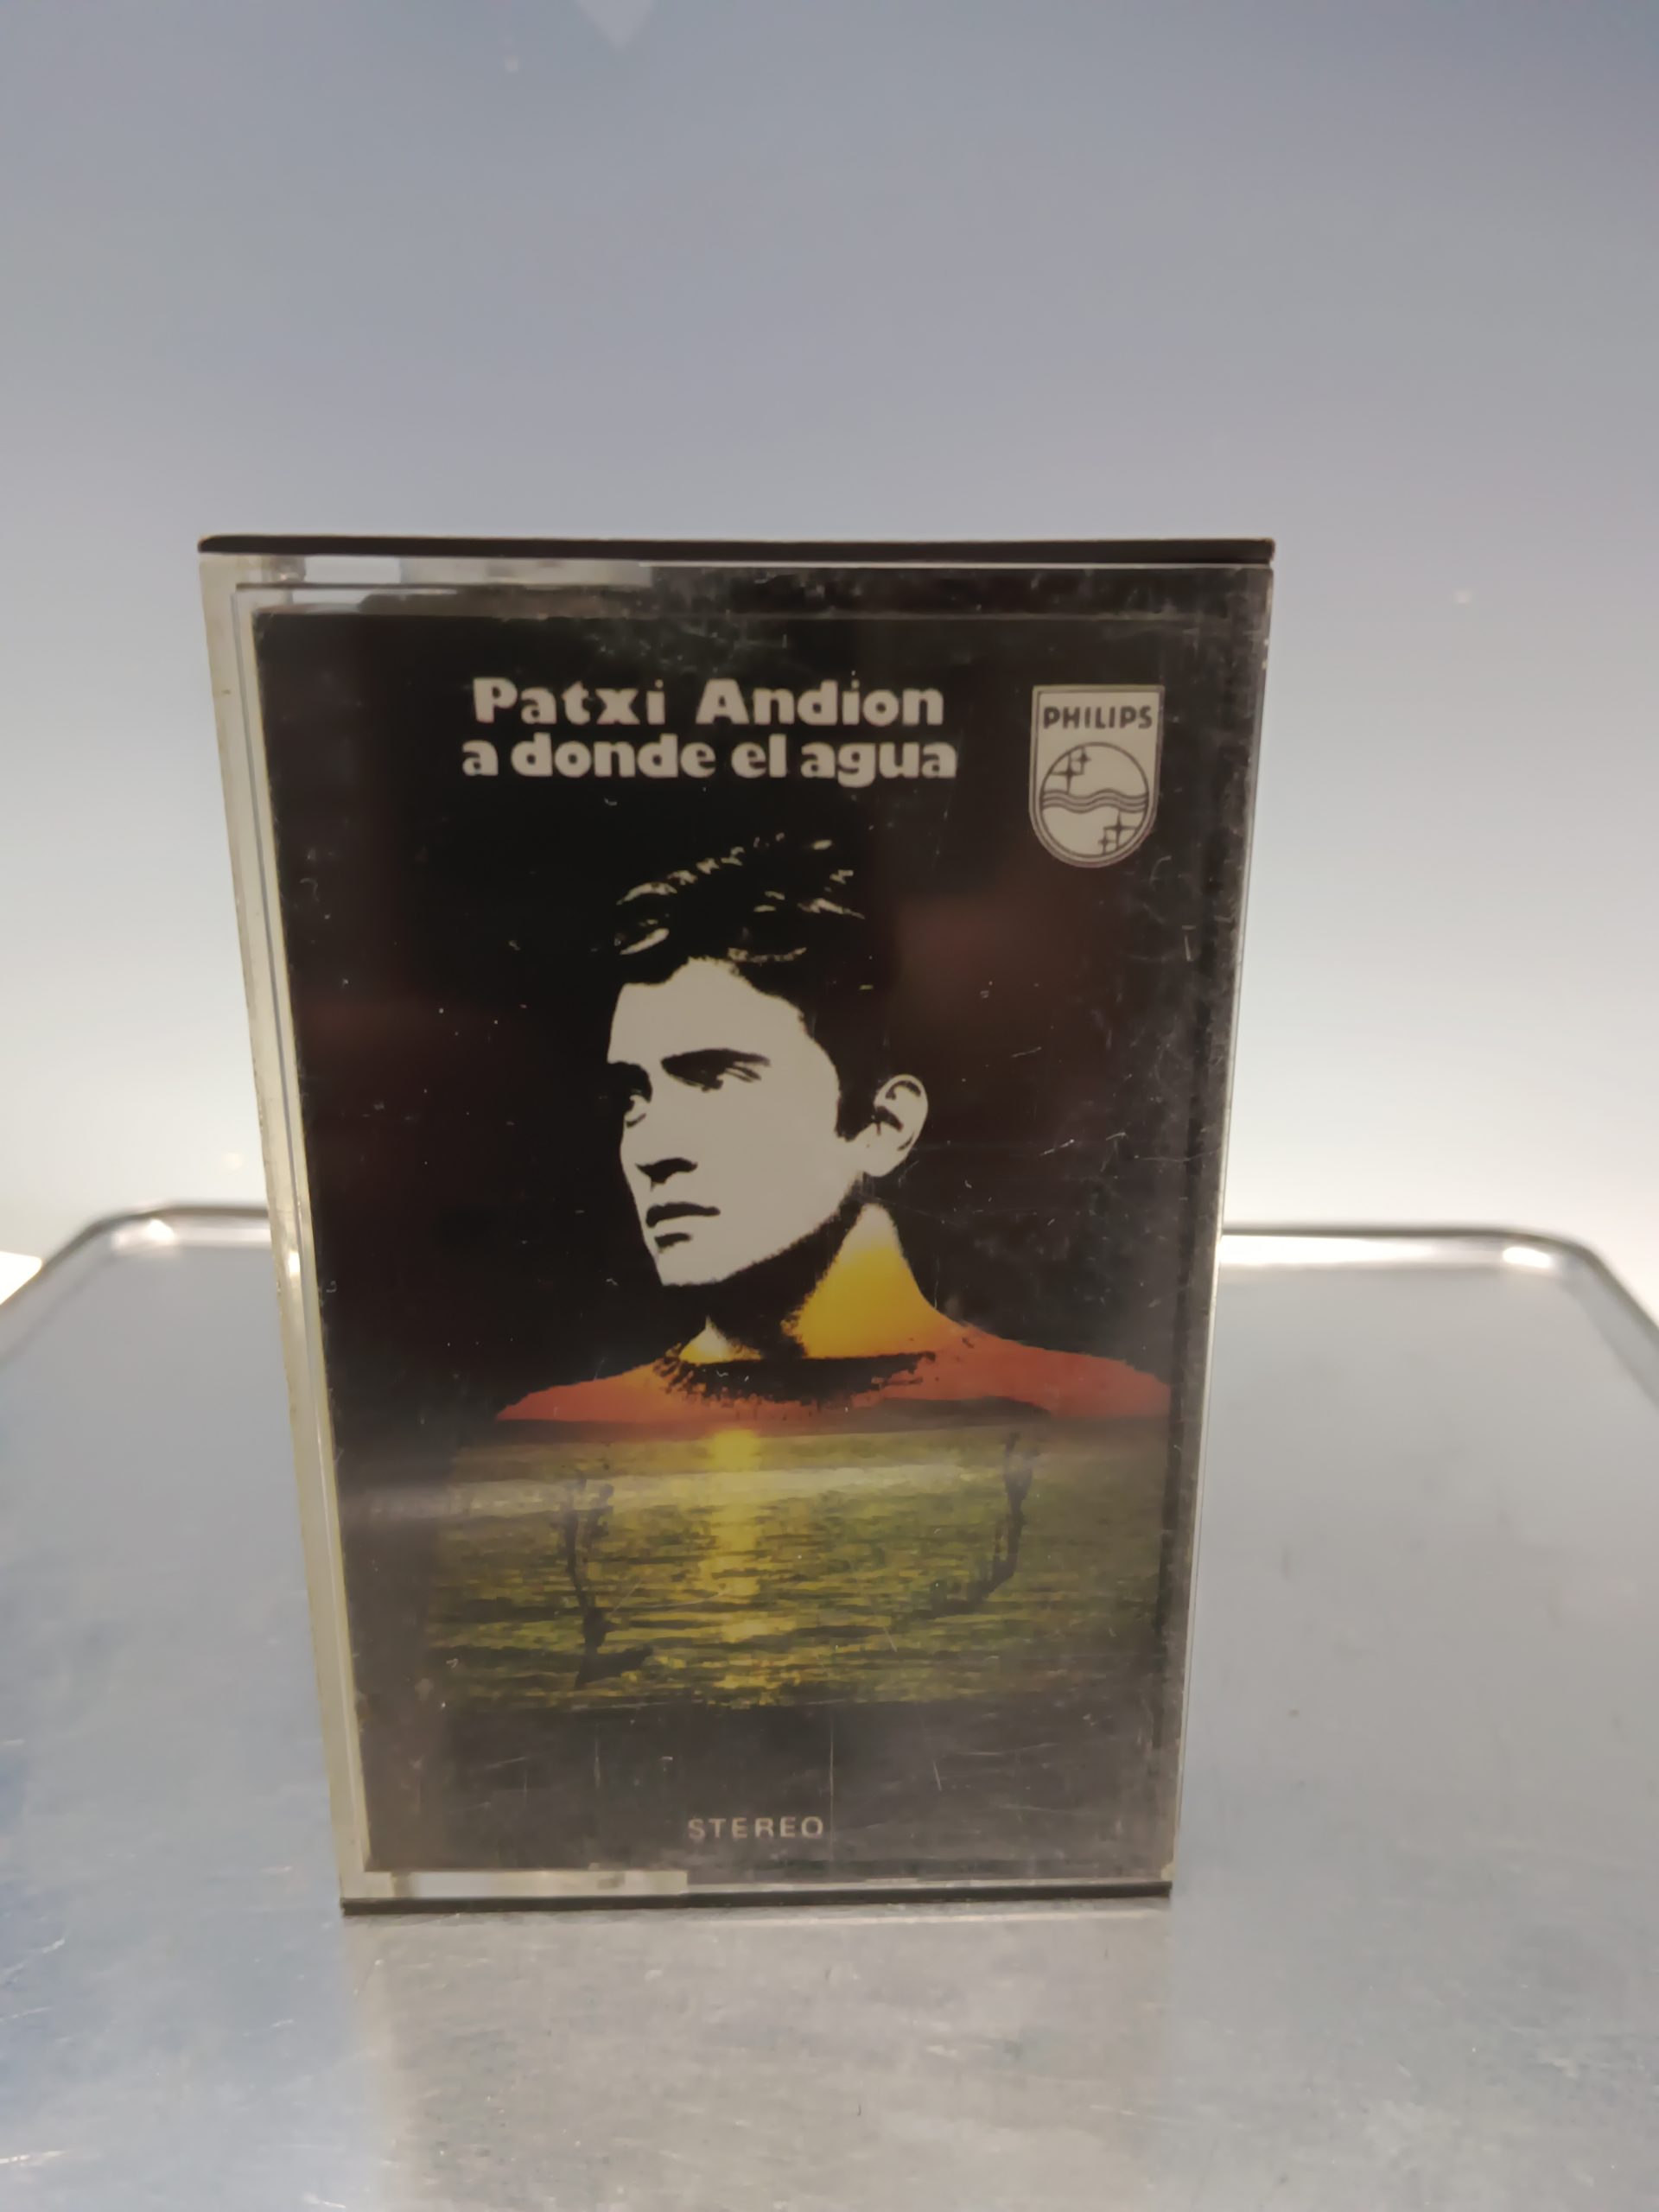 Patxi Andion
a donde el agua
PHILIPS
STEREO